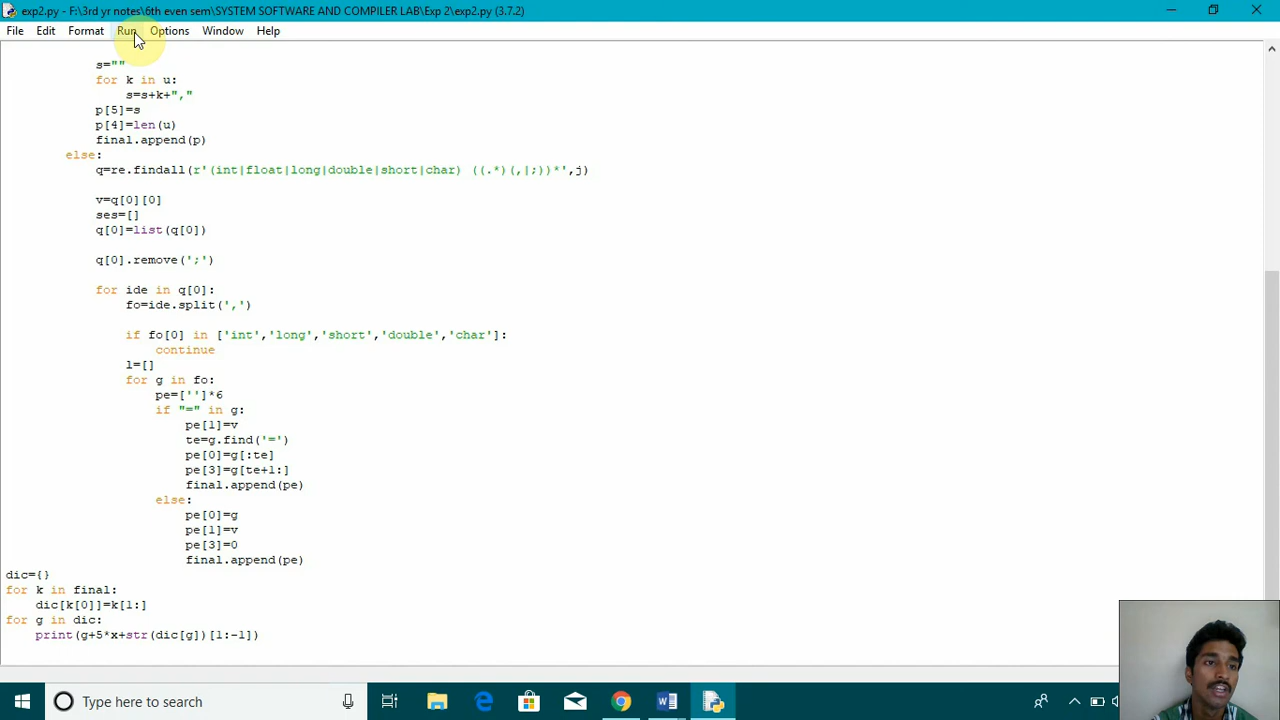 exp2.py - F:\3rd yr notes\6th even sem\SYSTEM SOFTWARE AND COMPILER LAB\Exp 2\exp2.py (3.7.2)
File Edit Format Run Options Window Help
s=""
for k in u:
s=s+k+","
p[5]=s
p[4]=len(u)
final.append(p)
else:
q=re.findall(r'(int|float|long|double|short|char) ((.*)(,|;))*',j)
v=q[0][0]
ses=[]
q[0]=list(q[0])
q[0].remove(';')
for ide in q[0]:
fo=ide.split(',')
if fo[0] in ['int','long','short','double','char']:
continue
l=[]
for g in fo:
pe=['']*6
if "=" in g:
pe[1]=v
te=g.find('=')
pe[0]=g[:te]
pe[3]=g[te+1:]
final.append(pe)
else:
pe[0]=g
pe[1]=v
pe[3]=0
final.append(pe)
dic={}
for k in final:
dic[k[0]]=k[1:]
for g in dic:
print(g+5*x+str(dic[g])[1:-1])
Type here to search